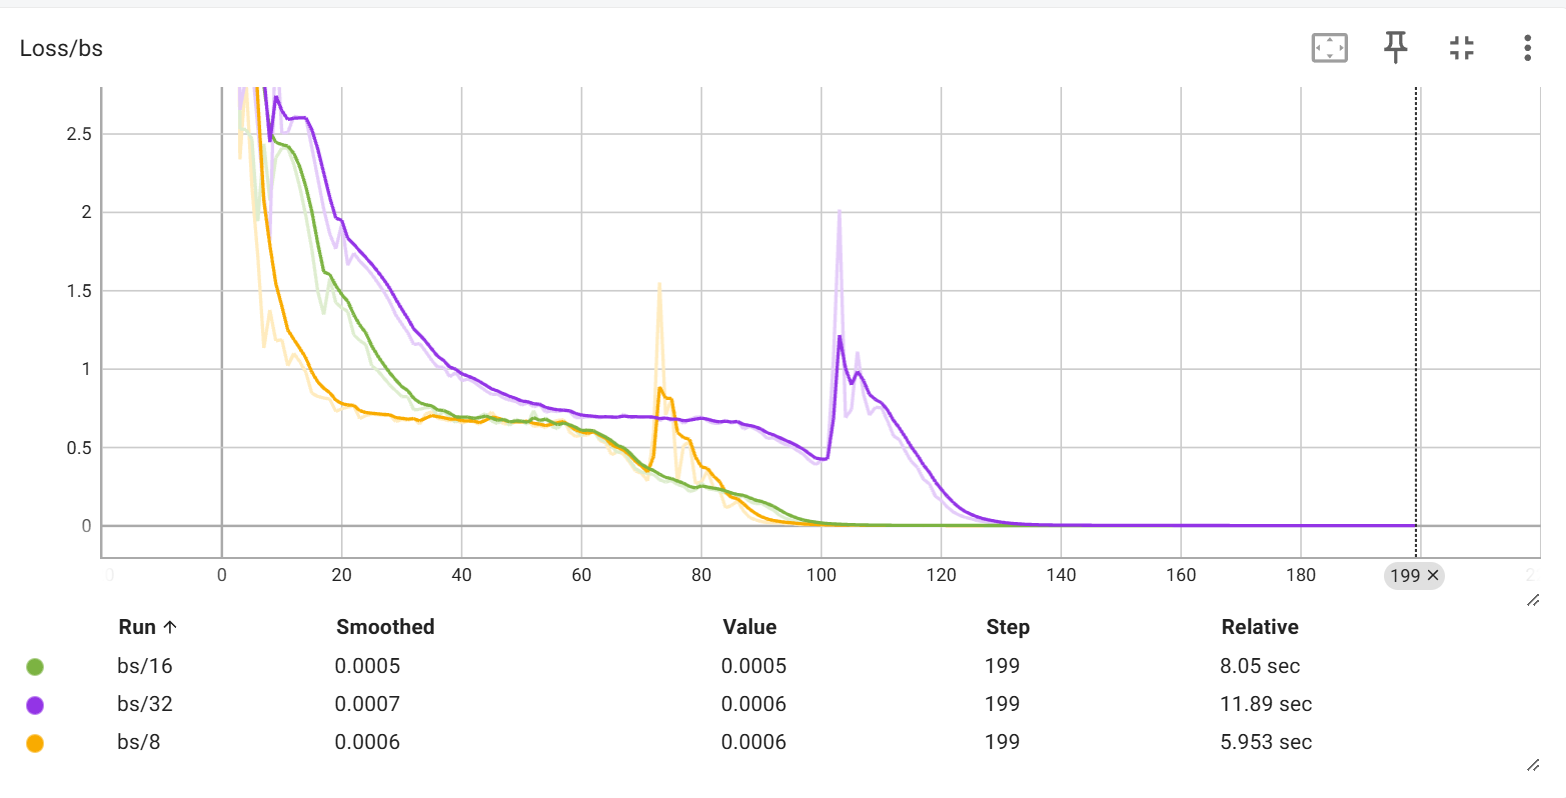 Loss/bs
2.5
2
1.5
1
0.5
0
0 20 40 60 80 100 120 140 160 180 199 ×
Run ↑ Smoothed Value Step Relative
bs/16 0.0005 0.0005 199 8.05 sec
bs/32 0.0007 0.0006 199 11.89 sec
bs/8 0.0006 0.0006 199 5.953 sec